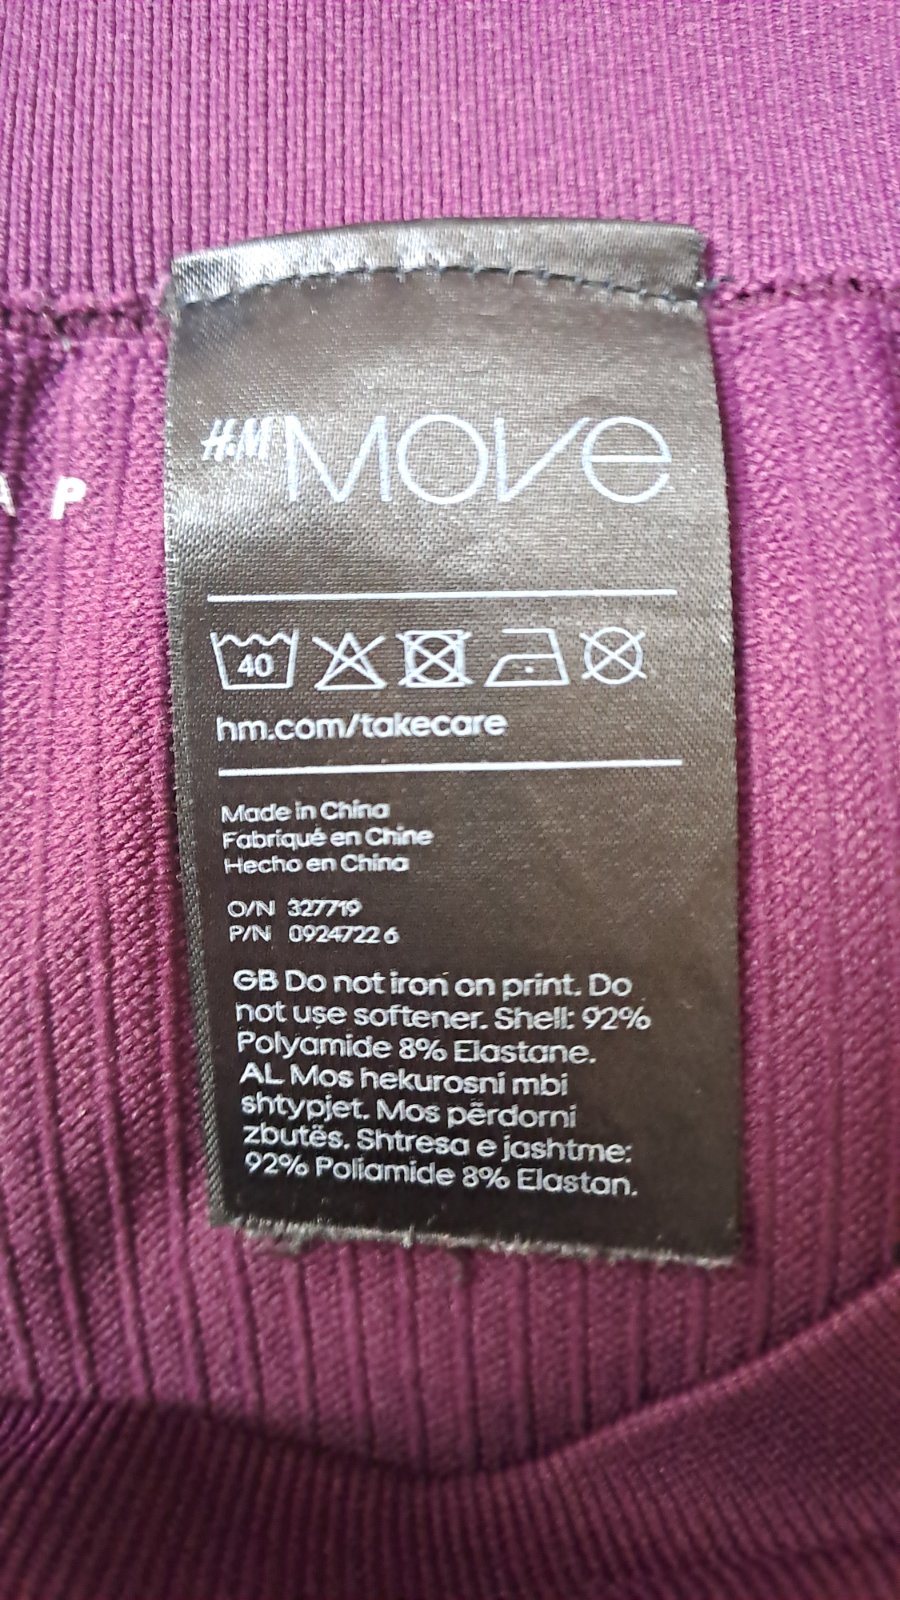 H&M MOVE
A P
40
hm.com/takecare
Made in China
Fabriqué en Chine
Hecho en China
O/N 327719
P/N 0924722 6
GB Do not iron on print. Do
not use softener. Shell: 92%
Polyamide 8% Elastane.
AL Mos hekurosni mbi
shtypjet. Mos përdorni
zbutës. Shtresa e jashtme:
92% Poliamide 8% Elastan.